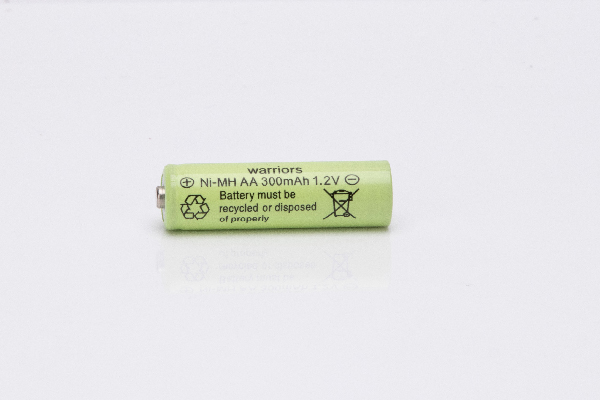 warriors
⊕ Ni-MH AA 300mAh 1.2V ⊖
Battery must be
recycled or disposed
of properly